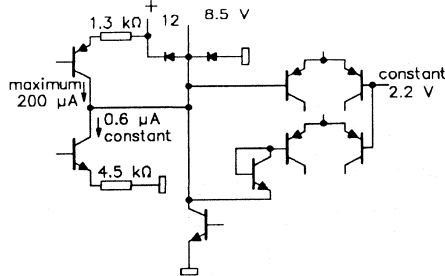 +
1.3 kΩ
12
8.5 V
maximum
200 μA
0.6 μA
constant
constant
2.2 V
4.5 kΩ